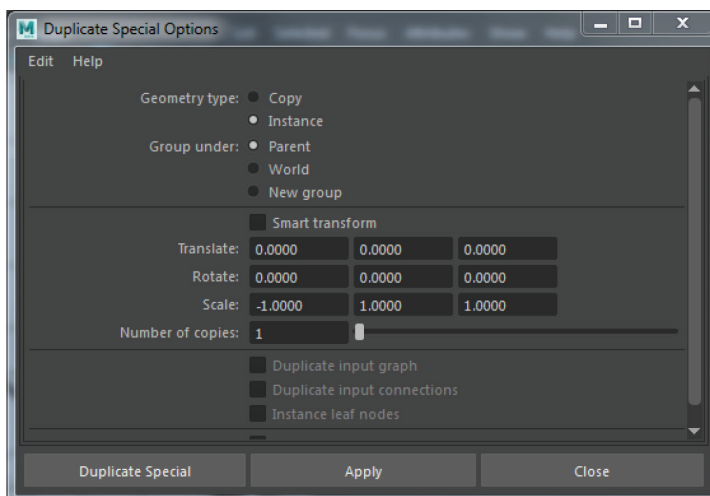 Duplicate Special Options
Edit Help
Geometry type: Copy
Instance
Group under: Parent
World
New group
Smart transform
Translate: 0.0000 0.0000 0.0000
Rotate: 0.0000 0.0000 0.0000
Scale: -1.0000 1.0000 1.0000
Number of copies: 1
Duplicate input graph
Duplicate input connections
Instance leaf nodes
Duplicate Special Apply Close